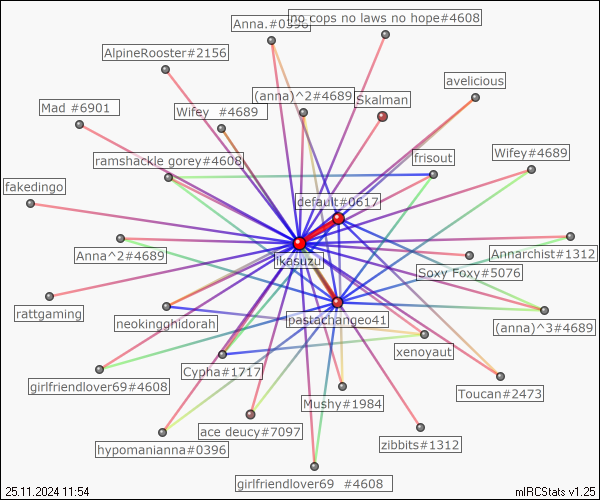 Anna.#0396
no cops no laws no hope#4608
AlpineRooster#2156
avelicious
(anna)^2#4689
Skalman
Mad #6901
Wifey #4689
ramshackle gorey#4608
frisout
Wifey#4689
fakedingo
default#0617
Anna^2#4689
ikasuzu
Annarchist#1312
Soxy Foxy#5076
rattgaming
neokingghidorah
pastachangeo41
(anna)^3#4689
xenoyaut
Cypha#1717
girlfriendlover69#4608
Toucan#2473
Mushy#1984
ace deucy#7097
zibbits#1312
hypomanianna#0396
girlfriendlover69 #4608
25.11.2024 11:54
mIRCStats v1.25